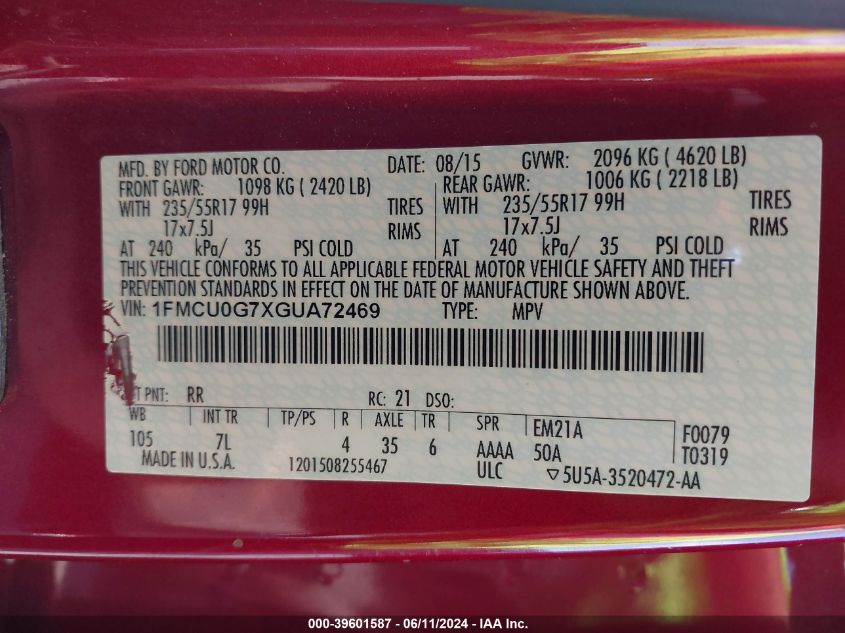 MFD. BY FORD MOTOR CO. DATE: 08/15 GVWR: 2096 KG ( 4620 LB)
FRONT GAWR: 1098 KG ( 2420 LB) REAR GAWR: 1006 KG ( 2218 LB)
WITH 235/55R17 99H TIRES WITH 235/55R17 99H TIRES
17x7.5J RIMS 17x7.5J RIMS
AT 240 kPa/ 35 PSI COLD AT 240 kPa/ 35 PSI COLD
THIS VEHICLE CONFORMS TO ALL APPLICABLE FEDERAL MOTOR VEHICLE SAFETY AND THEFT
PREVENTION STANDARDS IN EFFECT ON THE DATE OF MANUFACTURE SHOWN ABOVE.
VIN: 1FMCU0G7XGUA72469 TYPE: MPV
T PNT: RR RC: 21 DSO:
WB INT TR TP/PS R AXLE TR SPR EM21A F0079
105 7L 4 35 6 AAAA 50A T0319
MADE IN U.S.A. 1201508255467 ULC ▽5U5A-3520472-AA
000-39601587 - 06/11/2024 - IAA Inc.